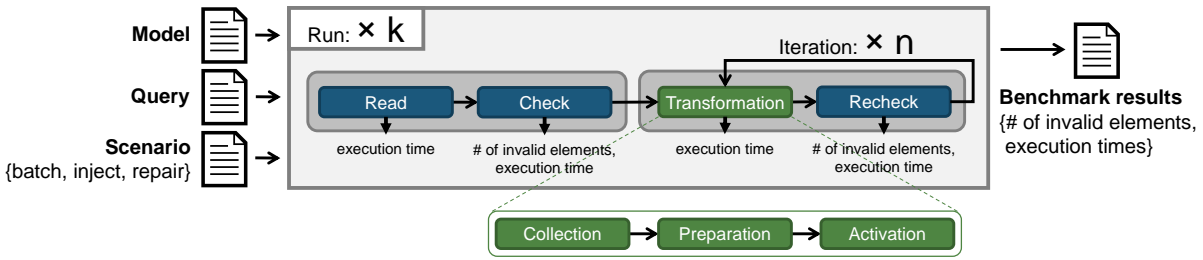 Model
Query
Scenario
{batch, inject, repair}
Run: × k
Iteration: × n
Read
Check
Transformation
Recheck
execution time
# of invalid elements,
execution time
execution time
# of invalid elements,
execution time
Collection
Preparation
Activation
Benchmark results
{# of invalid elements,
execution times}